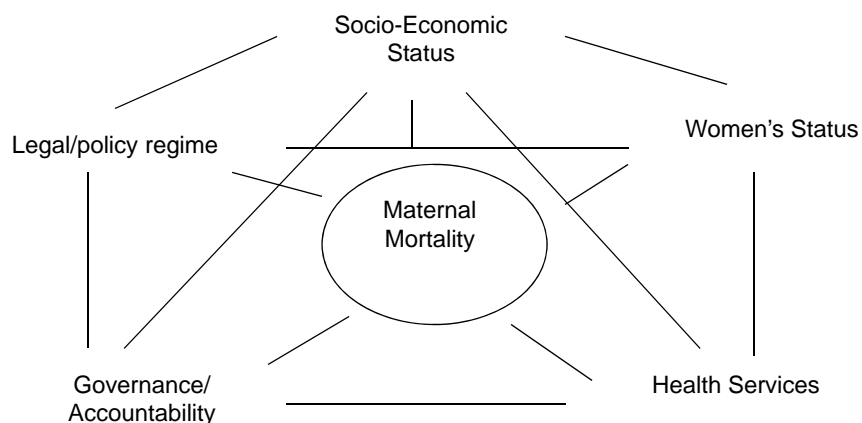 Socio-Economic
Status
Legal/policy regime
Women’s Status
Maternal
Mortality
Governance/
Accountability
Health Services